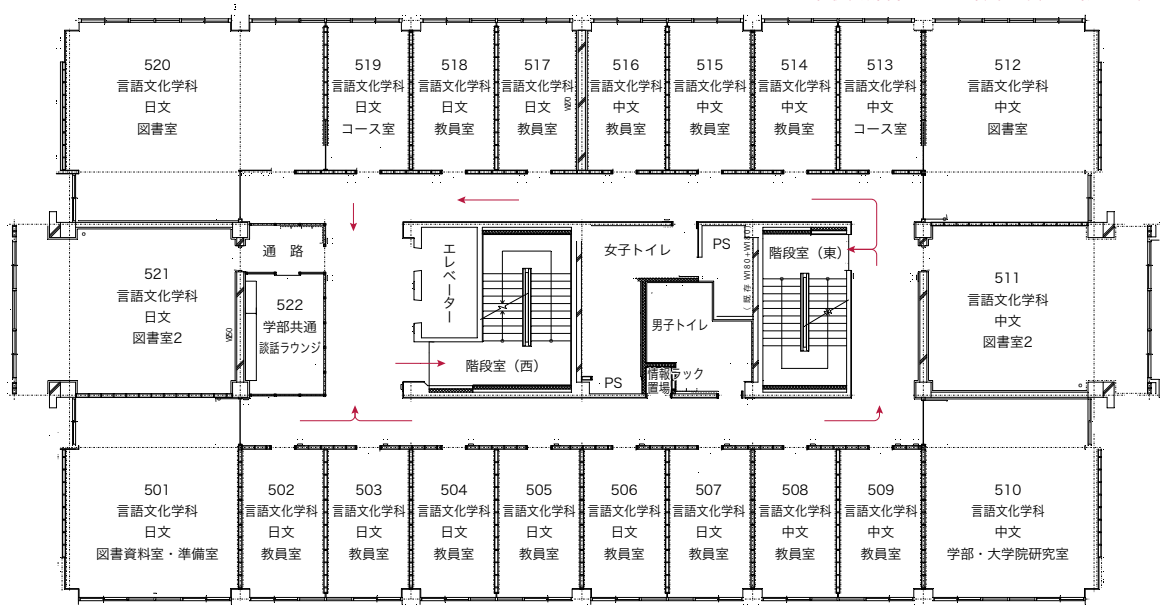 520
言語文化学科
日文
図書室
519
言語文化学科
日文
コース室
518
言語文化学科
日文
教員室
517
言語文化学科
日文
教員室
516
言語文化学科
中文
教員室
515
言語文化学科
中文
教員室
514
言語文化学科
中文
教員室
513
言語文化学科
中文
コース室
512
言語文化学科
中文
図書室
521
言語文化学科
日文
図書室2
通 路
522
学部共通
談話ラウンジ
エレベーター
階段室（西）
女子トイレ
PS
男子トイレ
情報ラック
置場
PS
階段室（東）
511
言語文化学科
中文
図書室2
501
言語文化学科
日文
図書資料室・準備室
502
言語文化学科
日文
教員室
503
言語文化学科
日文
教員室
504
言語文化学科
日文
教員室
505
言語文化学科
日文
教員室
506
言語文化学科
日文
教員室
507
言語文化学科
日文
教員室
508
言語文化学科
中文
教員室
509
言語文化学科
中文
教員室
510
言語文化学科
中文
学部・大学院研究室